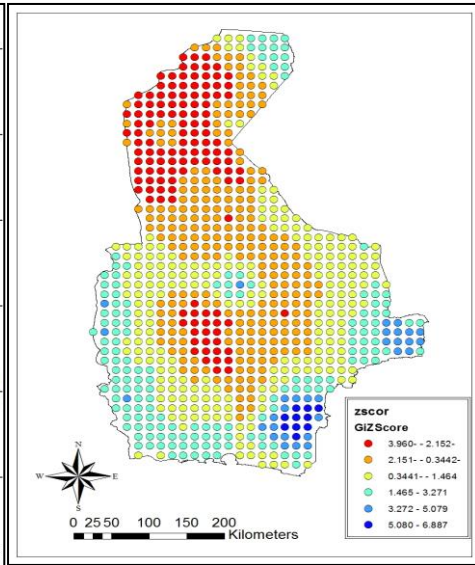 zscor
GiZScore
3.960- - 2.152-
2.151- - 0.3442-
0.3441- - 1.464
1.465 - 3.271
3.272 - 5.079
5.080 - 6.887
N
W E
S
0 25 50 100 150 200
Kilometers